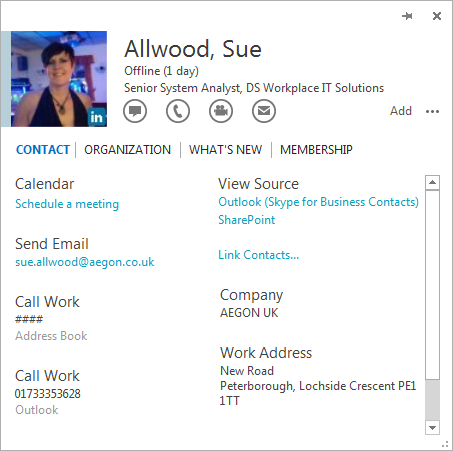 in
Allwood, Sue
Offline (1 day)
Senior System Analyst, DS Workplace IT Solutions
Add
CONTACT ORGANIZATION WHAT'S NEW MEMBERSHIP
Calendar
Schedule a meeting
Send Email
sue.allwood@aegon.co.uk
Call Work
####
Address Book
Call Work
01733353628
Outlook
View Source
Outlook (Skype for Business Contacts)
SharePoint
Link Contacts...
Company
AEGON UK
Work Address
New Road
Peterborough, Lochside Crescent PE1
1TT